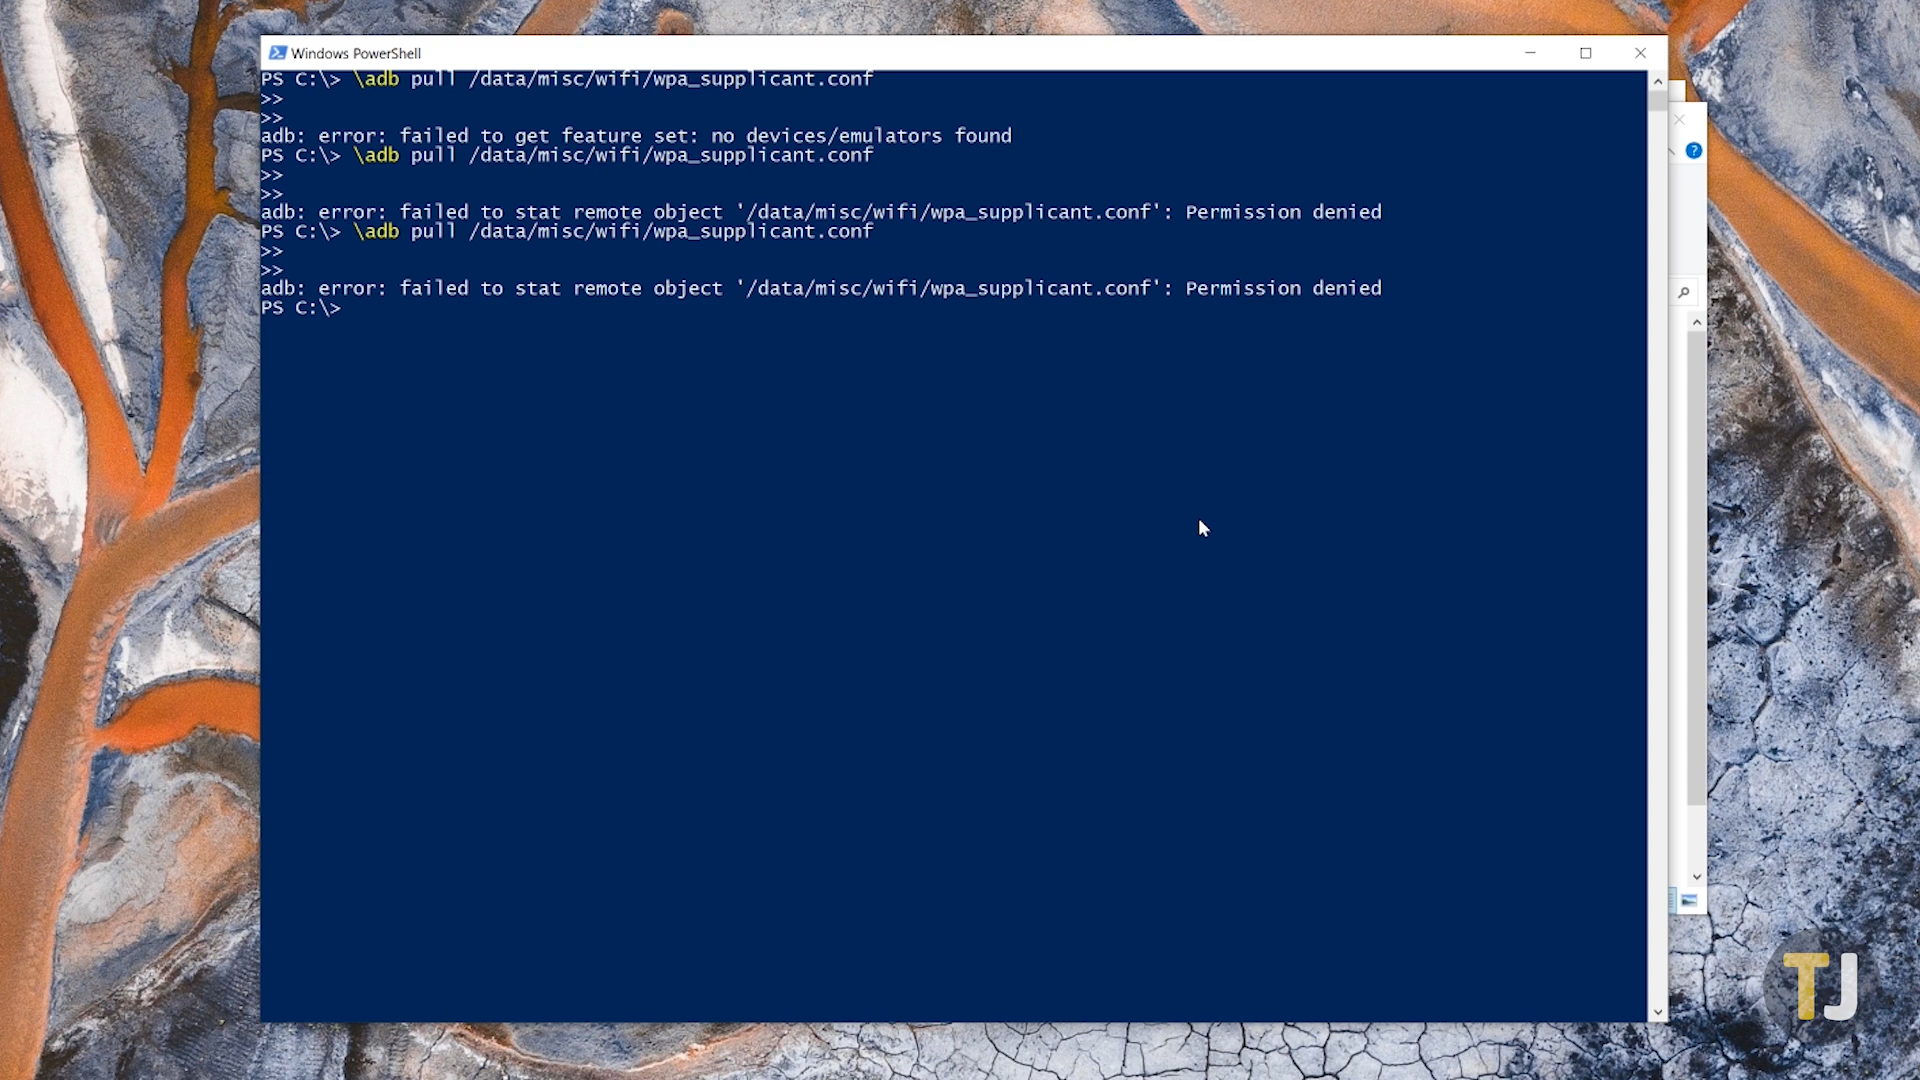 Windows PowerShell
PS C:\> \adb pull /data/misc/wifi/wpa_supplicant.conf
>>
>>
adb: error: failed to get feature set: no devices/emulators found
PS C:\> \adb pull /data/misc/wifi/wpa_supplicant.conf
>>
>>
adb: error: failed to stat remote object '/data/misc/wifi/wpa_supplicant.conf': Permission denied
PS C:\> \adb pull /data/misc/wifi/wpa_supplicant.conf
>>
>>
adb: error: failed to stat remote object '/data/misc/wifi/wpa_supplicant.conf': Permission denied
PS C:\>
TJ